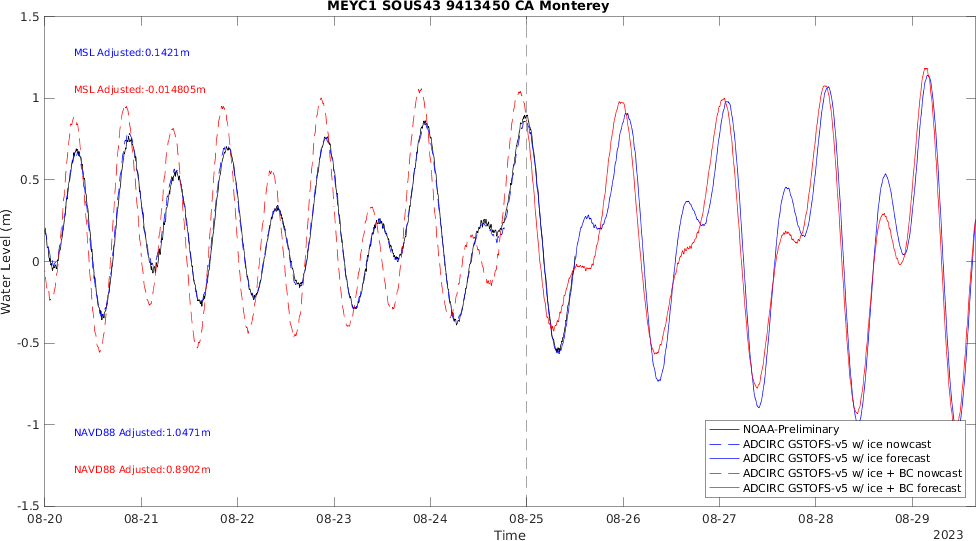 MEYC1 SOUS43 9413450 CA Monterey
1.5
MSL Adjusted:0.1421m
MSL Adjusted:-0.014805m
1
0.5
Water Level (m)
0
-0.5
-1
NAVD88 Adjusted:1.0471m
NAVD88 Adjusted:0.8902m
-1.5
NOAA-Preliminary
ADCIRC GSTOFS-v5 w/ ice nowcast
ADCIRC GSTOFS-v5 w/ ice forecast
ADCIRC GSTOFS-v5 w/ ice + BC nowcast
ADCIRC GSTOFS-v5 w/ ice + BC forecast
08-20 08-21 08-22 08-23 08-24 08-25 08-26 08-27 08-28 08-29
Time
2023